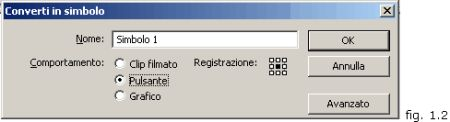 Converti in simbolo
Nome: Simbolo 1 OK
Comportamento: Clip filmato Registrazione: Annulla
Pulsante
Grafico Avanzato
fig. 1.2